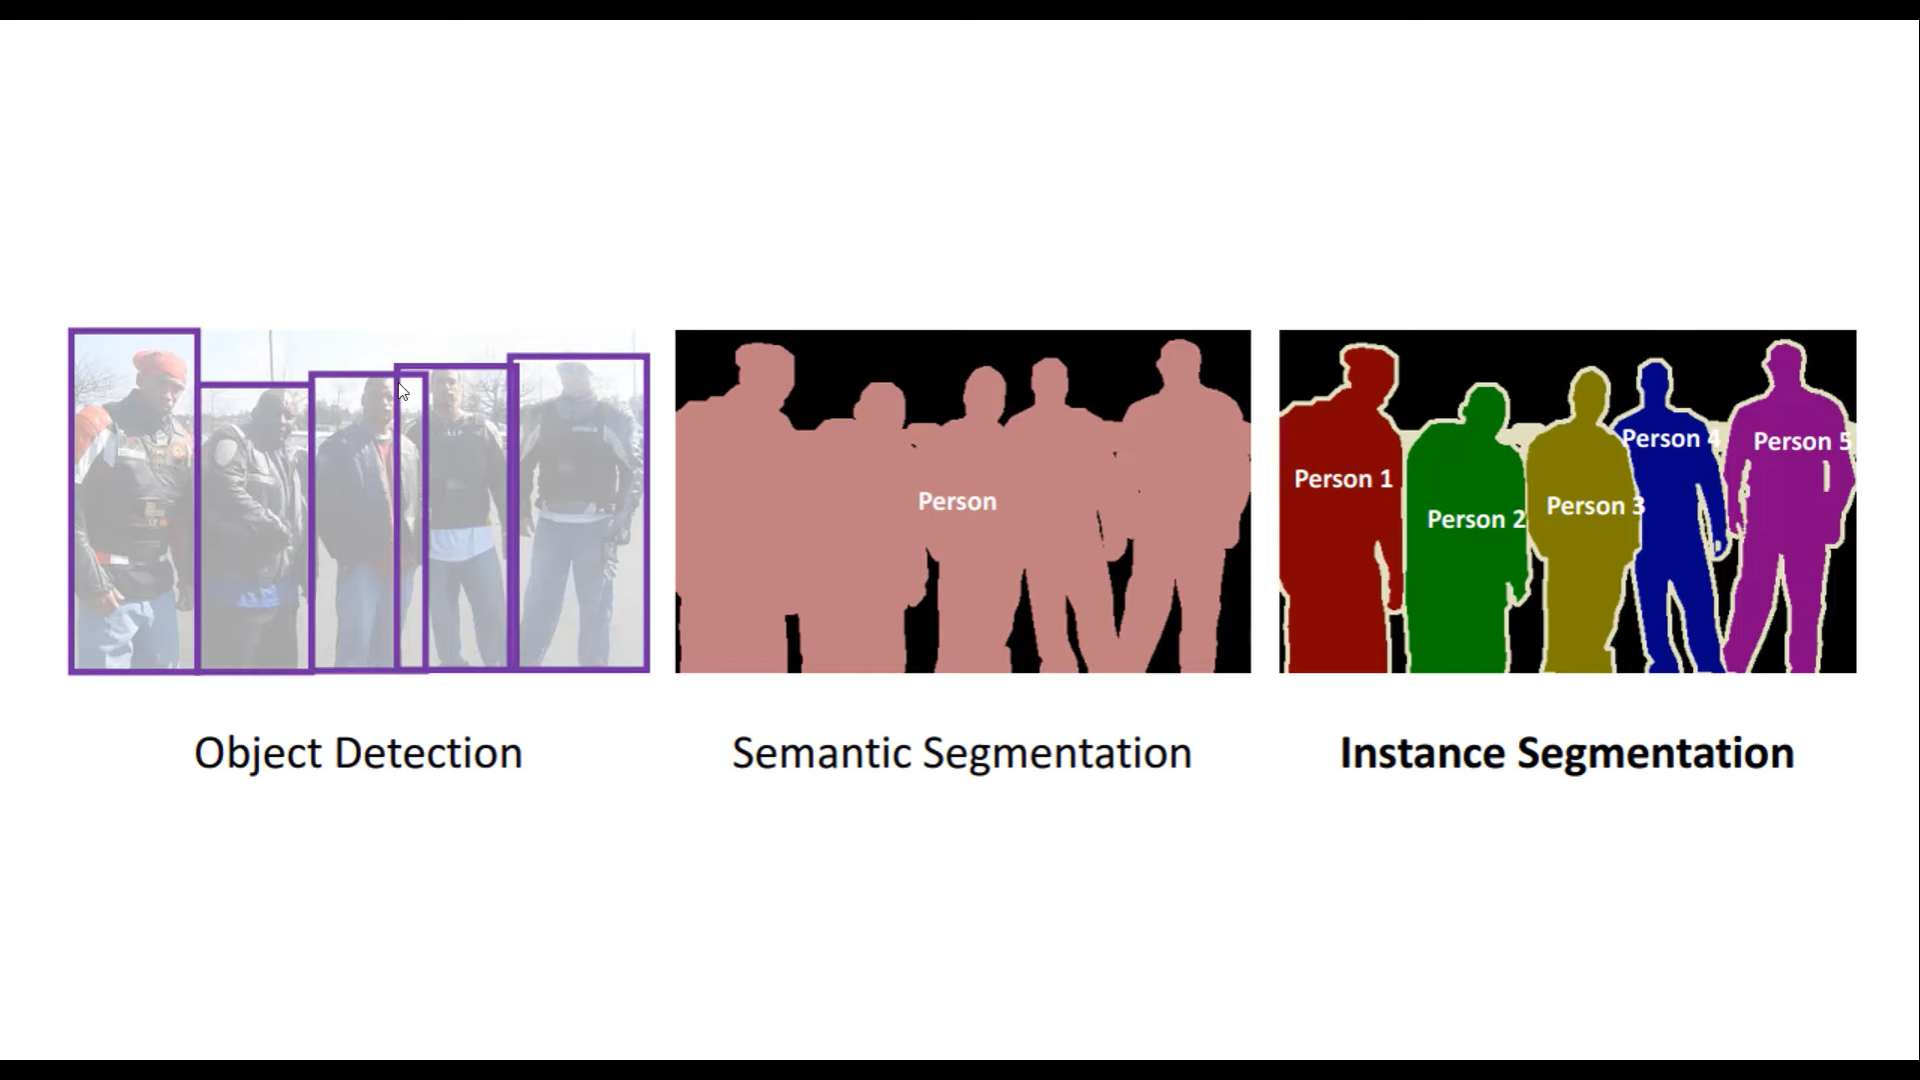 Person
Person 1
Person 2
Person 3
Person 4
Person 5
Object Detection
Semantic Segmentation
Instance Segmentation